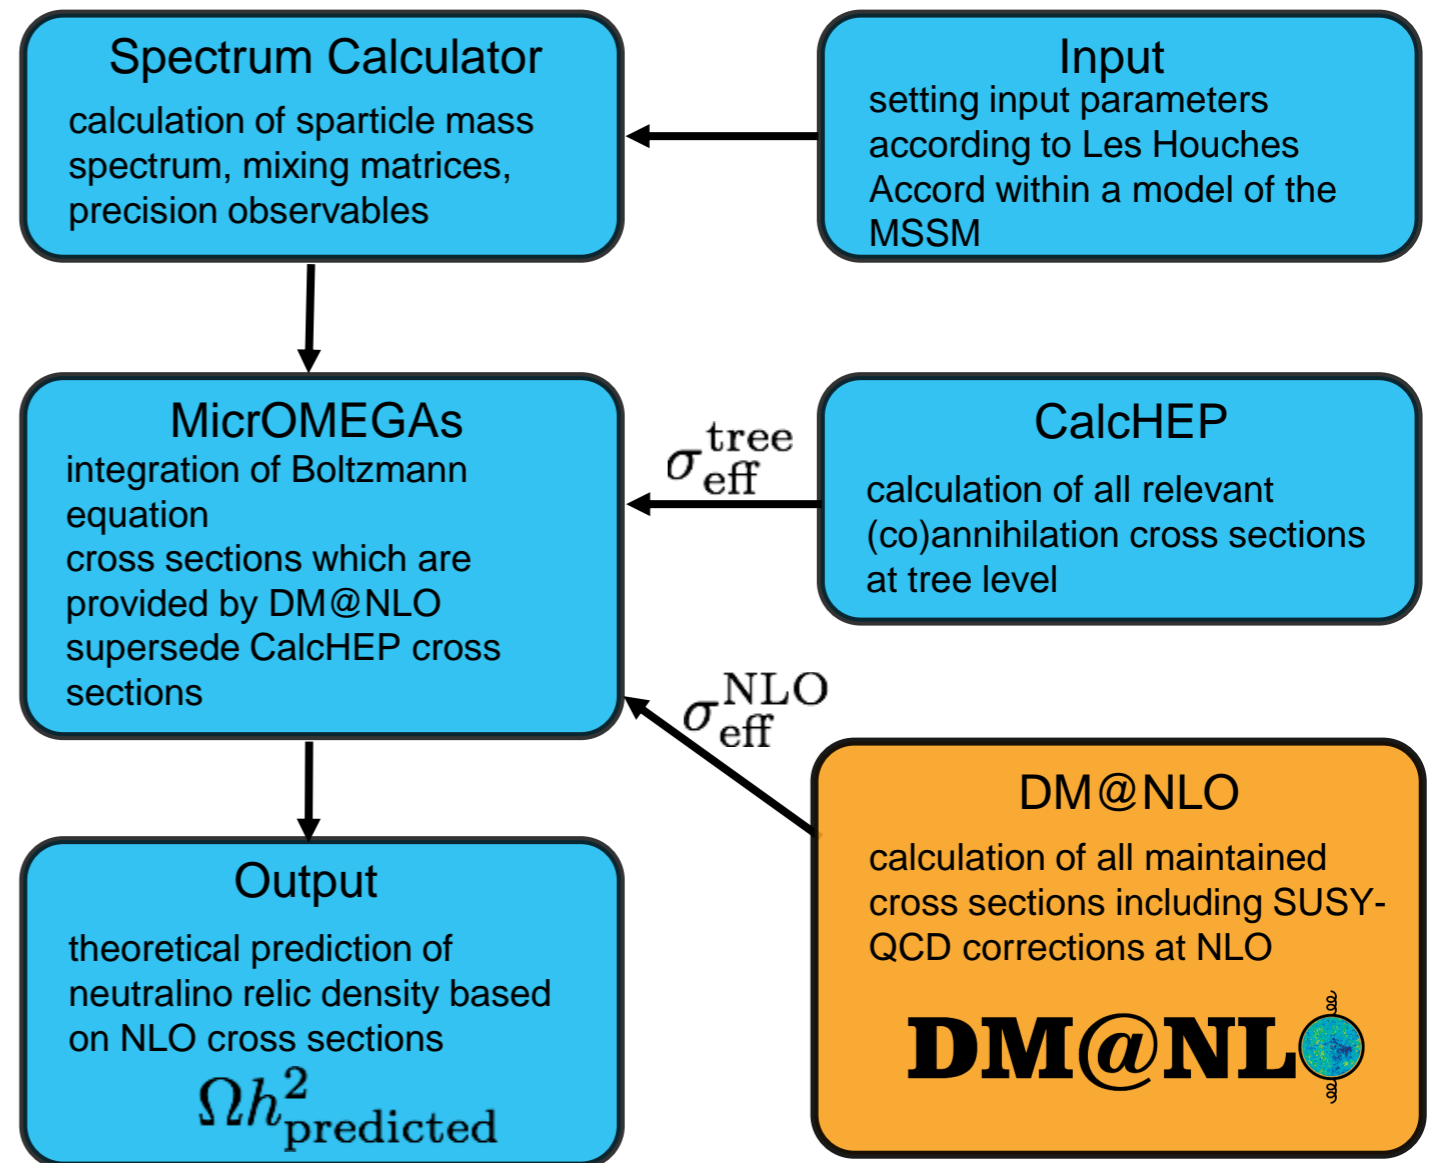 Spectrum Calculator
calculation of sparticle mass
spectrum, mixing matrices,
precision observables
Input
setting input parameters
according to Les Houches
Accord within a model of the
MSSM
MicrOMEGAs
integration of Boltzmann
equation
cross sections which are
provided by DM@NLO
supersede CalcHEP cross
sections
σ_eff^tree
CalcHEP
calculation of all relevant
(co)annihilation cross sections
at tree level
σ_eff^NLO
DM@NLO
calculation of all maintained
cross sections including SUSY-
QCD corrections at NLO
DM@NLO
Output
theoretical prediction of
neutralino relic density based
on NLO cross sections
Ωh²_predicted